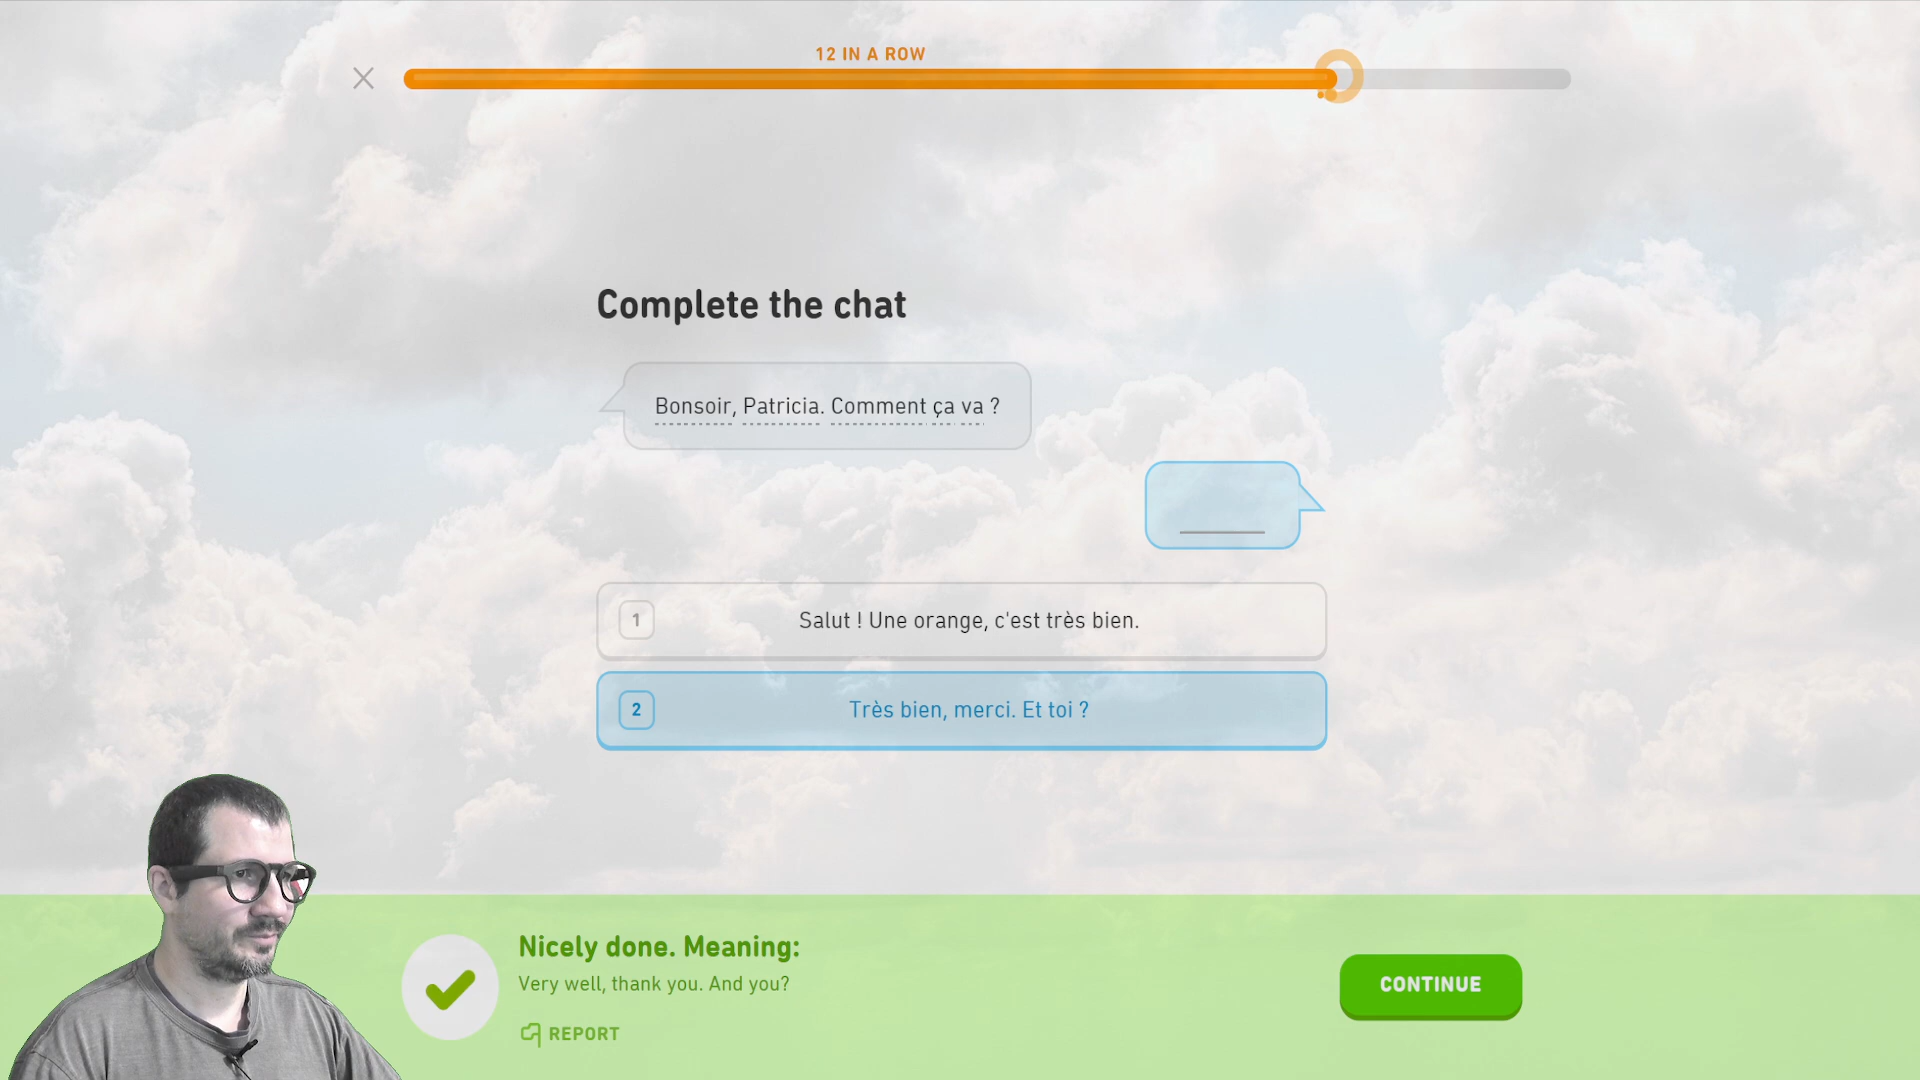 12 IN A ROW
Complete the chat
Bonsoir, Patricia. Comment ça va ?
1
Salut ! Une orange, c'est très bien.
2
Très bien, merci. Et toi ?
Nicely done. Meaning:
Very well, thank you. And you?
REPORT
CONTINUE